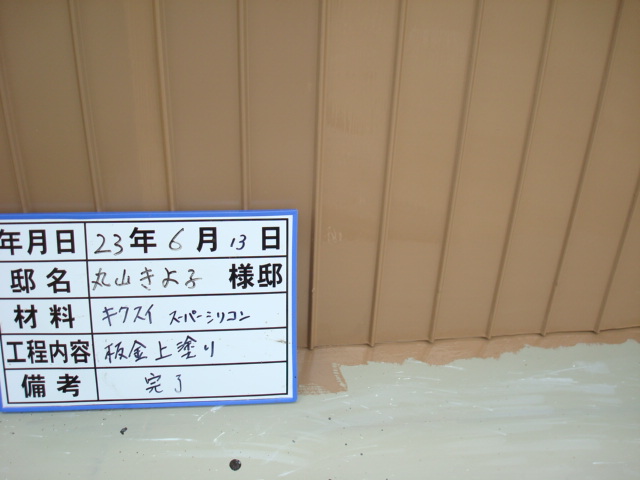 年月日 23年6月13日
邸名 丸山きよ子 様邸
材料 キクスイ スーパーシリコン
工程内容 板金上塗り
備考 完了